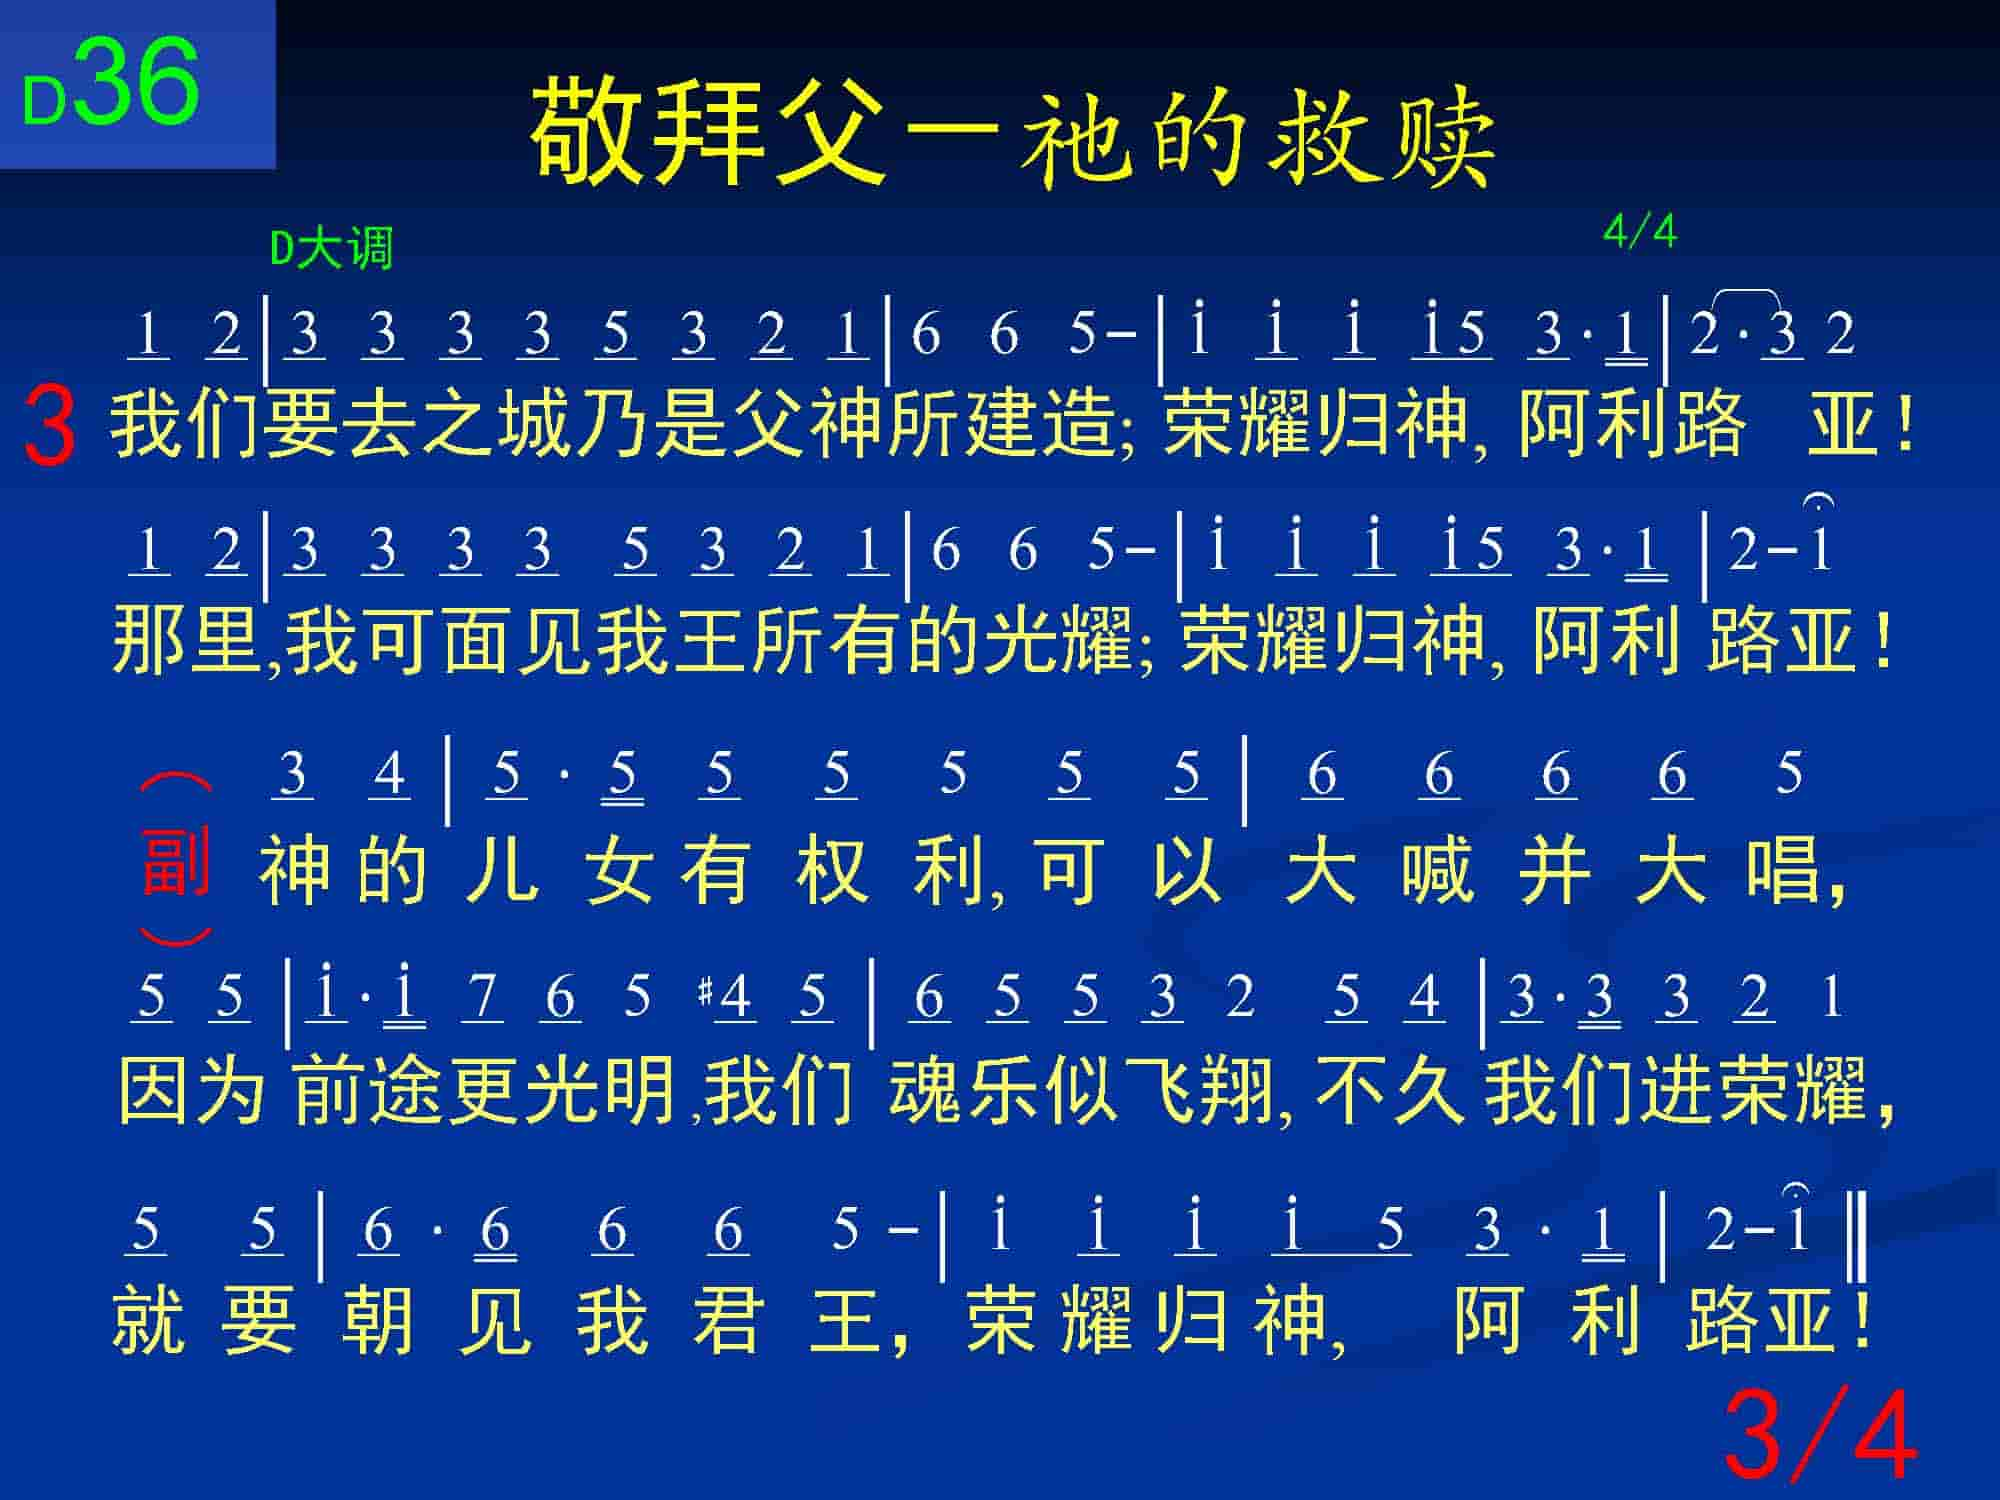 D36
敬拜父－祂的救赎
D大调 4/4
1 2 | 3 3 3 3 5 3 2 1 | 6 6 5 - | i i i i 5 3 · 1 | 2 · 3 2
3 我们要去之城乃是父神所建造; 荣耀归神, 阿利路 亚!
1 2 | 3 3 3 3 5 3 2 1 | 6 6 5 - | i i i i 5 3 · 1 | 2 - i
那里,我可面见我王所有的光耀; 荣耀归神, 阿利 路亚!
3 4 | 5 · 5 5 5 5 5 5 | 6 6 6 6 5
(副) 神的儿女有权利, 可以大喊并大唱,
5 5 | i · i 7 6 5 #4 5 | 6 5 5 3 2 5 4 | 3 · 3 3 2 1
因为 前途更光明,我们 魂乐似飞翔, 不久 我们进荣耀,
5 5 | 6 · 6 6 6 5 - | i i i i 5 3 · 1 | 2 - i ‖
就要朝见我君王, 荣耀归神, 阿利 路亚!
3/4